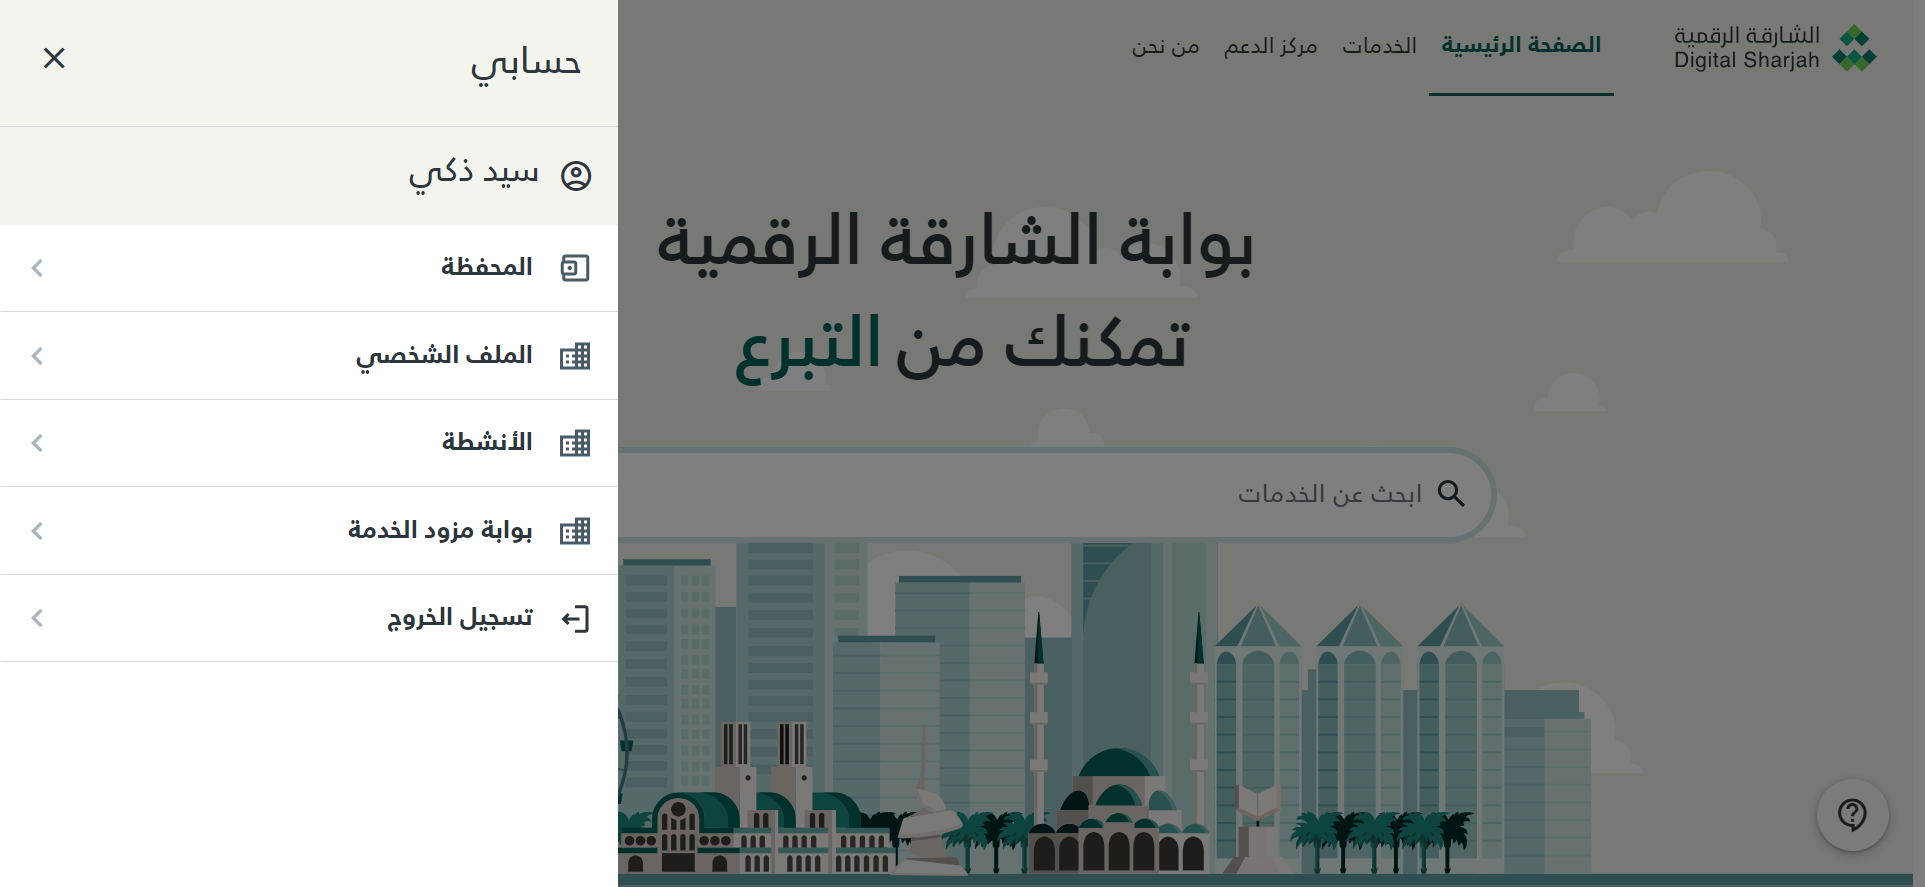 الشارقة الرقمية
Digital Sharjah
الصفحة الرئيسية
الخدمات
مركز الدعم
من نحن
بوابة الشارقة الرقمية
تمكنك من التبرع
ابحث عن الخدمات
حسابي
سيد ذكي
المحفظة
الملف الشخصي
الأنشطة
بوابة مزود الخدمة
تسجيل الخروج